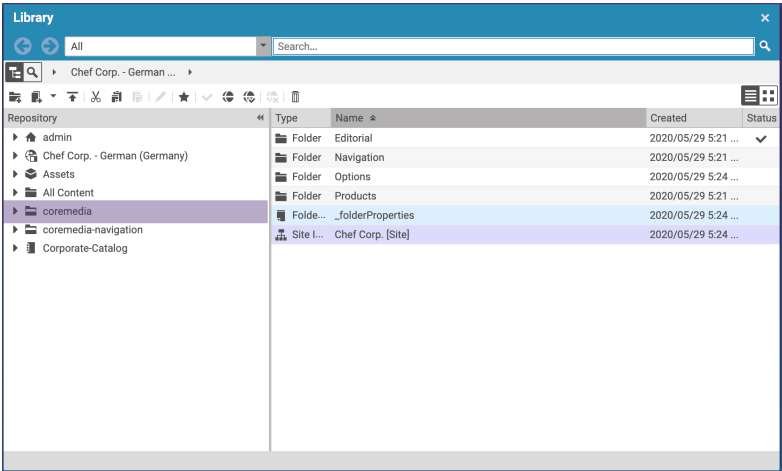 Library
All
Search...
Chef Corp. - German ...
Repository
Type Name Created Status
admin
Chef Corp. - German (Germany)
Assets
All Content
coremedia
coremedia-navigation
Corporate-Catalog
Folder Editorial 2020/05/29 5:21 ...
Folder Navigation 2020/05/29 5:21 ...
Folder Options 2020/05/29 5:24 ...
Folder Products 2020/05/29 5:21 ...
Folde... _folderProperties 2020/05/29 5:24 ...
Site I... Chef Corp. [Site] 2020/05/29 5:24 ...